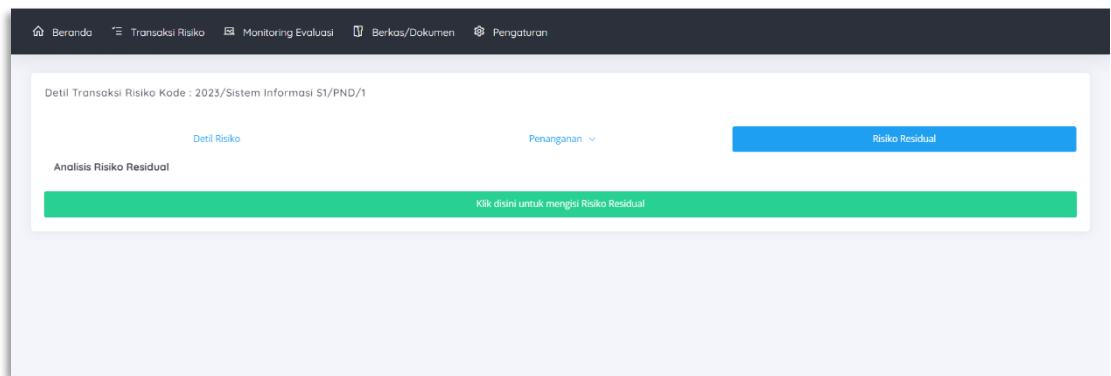 Beranda Transaksi Risiko Monitoring Evaluasi Berkas/Dokumen Pengaturan
Detil Transaksi Risiko Kode : 2023/Sistem Informasi S1/PND/1
Detil Risiko Penanganan Risiko Residual
Analisis Risiko Residual
Klik disini untuk mengisi Risiko Residual